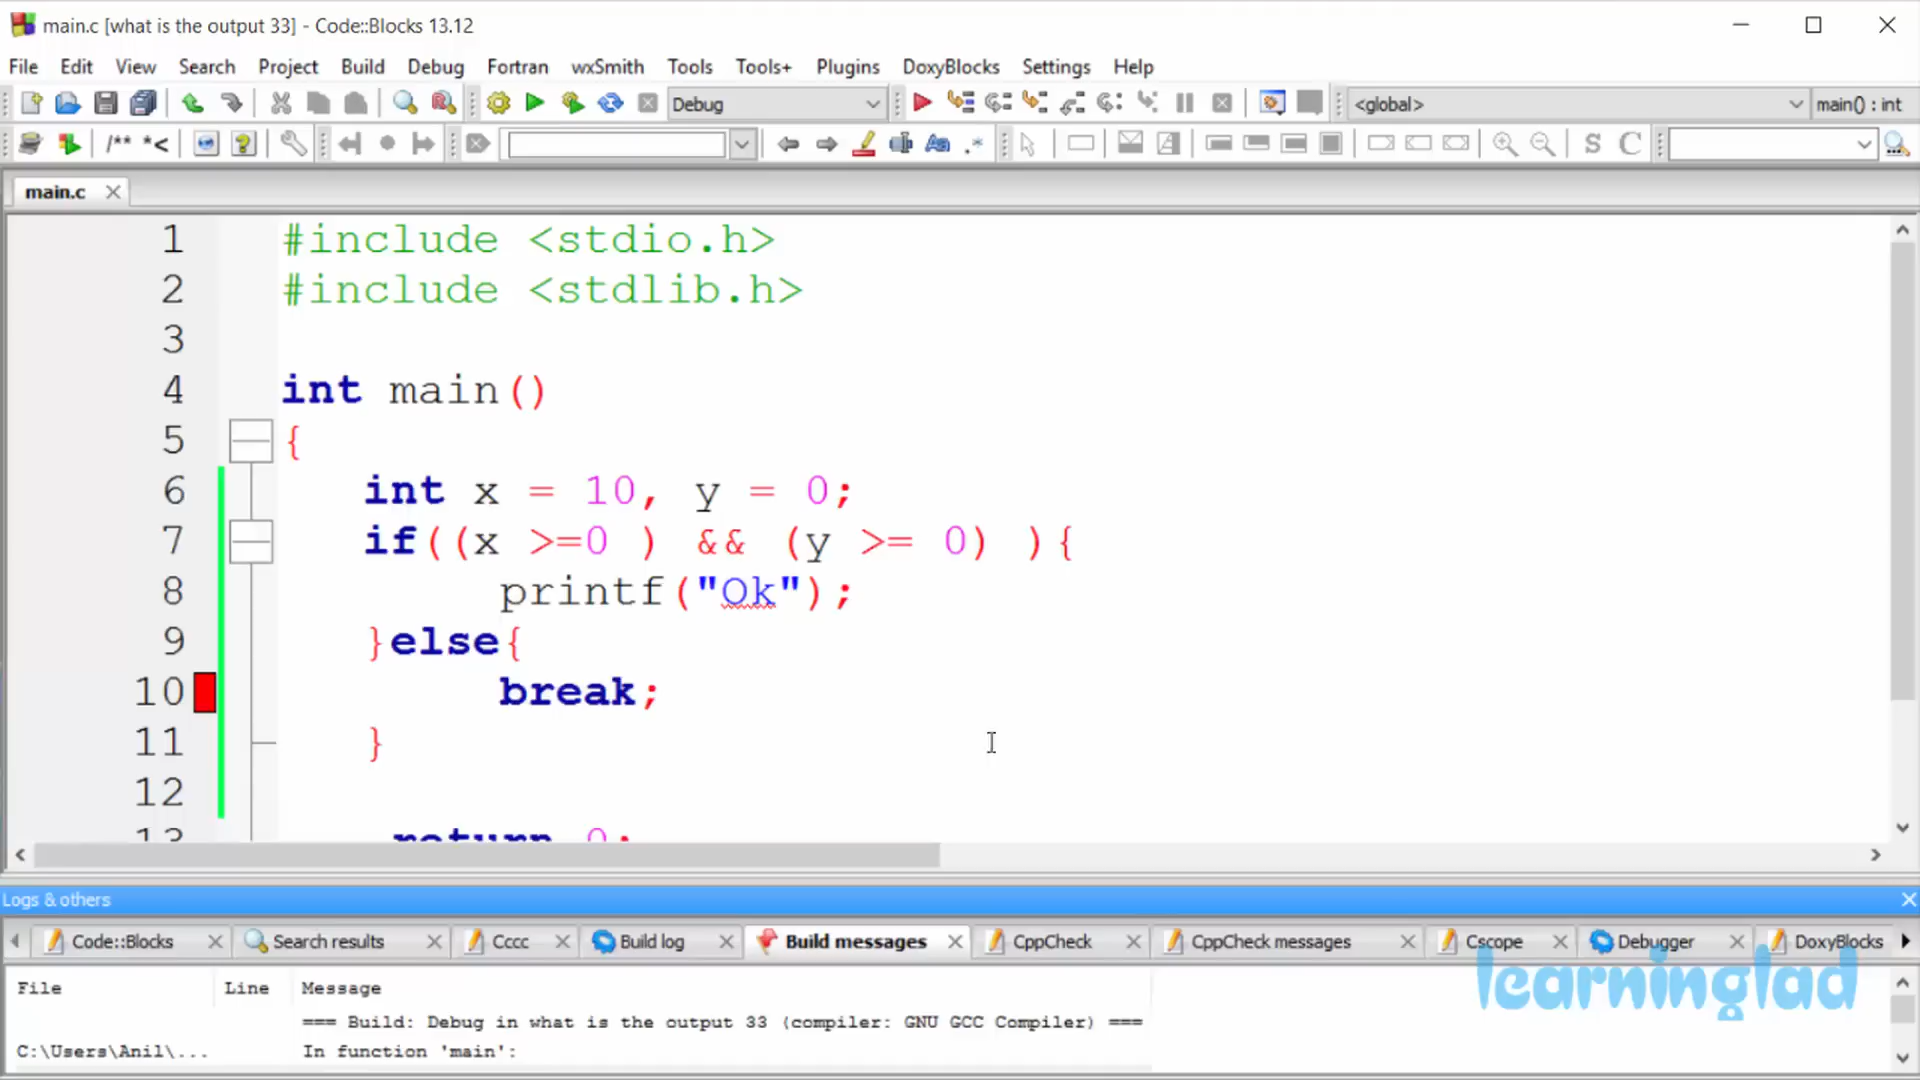 main.c [what is the output 33] - Code::Blocks 13.12
File Edit View Search Project Build Debug Fortran wxSmith Tools Tools+ Plugins DoxyBlocks Settings Help
Debug <global> main() : int
/** *< .* S C
main.c
1 #include <stdio.h>
2 #include <stdlib.h>
3
4 int main()
5 {
6 int x = 10, y = 0;
7 if((x >=0 ) && (y >= 0) ){
8 printf("Ok");
9 }else{
10 break;
11 }
12
13 return 0;
Logs & others
Code::Blocks Search results Cccc Build log Build messages CppCheck CppCheck messages Cscope Debugger DoxyBlocks
learninglad
File Line Message
=== Build: Debug in what is the output 33 (compiler: GNU GCC Compiler) ===
C:\Users\Anil\... In function 'main':